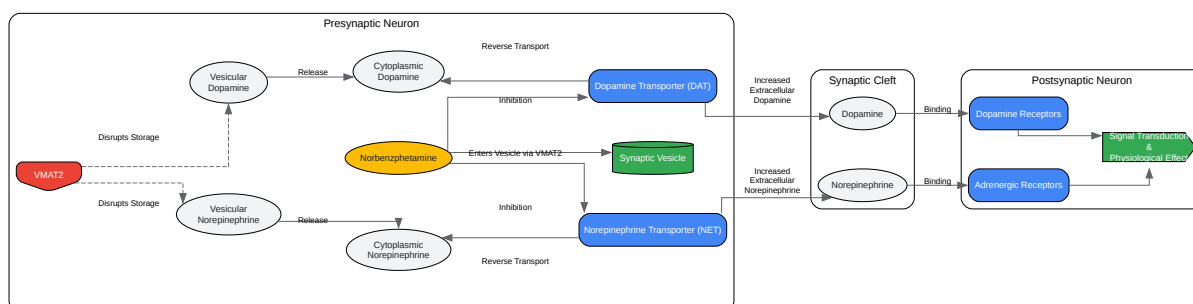 Presynaptic Neuron
Reverse Transport
Vesicular
Dopamine
Release
Cytoplasmic
Dopamine
Dopamine Transporter (DAT)
Inhibition
Disrupts Storage
VMAT2
Norbenzphetamine
Enters Vesicle via VMAT2
Synaptic Vesicle
Disrupts Storage
Vesicular
Norepinephrine
Release
Inhibition
Norepinephrine Transporter (NET)
Cytoplasmic
Norepinephrine
Reverse Transport
Increased
Extracellular
Dopamine
Increased
Extracellular
Norepinephrine
Synaptic Cleft
Dopamine
Norepinephrine
Binding
Binding
Postsynaptic Neuron
Dopamine Receptors
Signal Transduction
&
Physiological Effect
Adrenergic Receptors